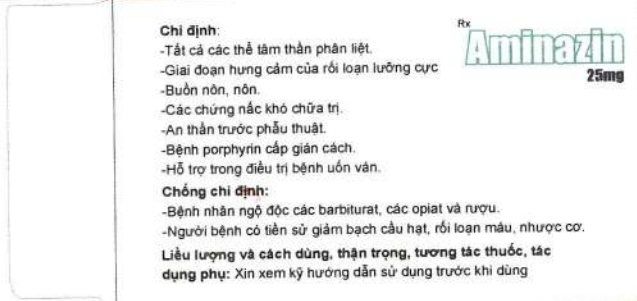 Chỉ định:
-Tất cả các thể tâm thần phân liệt.
-Giai đoạn hưng cảm của rối loạn lưỡng cực
-Buồn nôn, nôn.
-Các chứng nấc khó chữa trị.
-An thần trước phẫu thuật.
-Bệnh porphyrin cấp gián cách.
-Hỗ trợ trong điều trị bệnh uốn ván.
Chống chỉ định:
-Bệnh nhân ngộ độc các barbiturat, các opiat và rượu.
-Người bệnh có tiền sử giảm bạch cầu hạt, rối loạn máu, nhược cơ.
Liều lượng và cách dùng, thận trọng, tương tác thuốc, tác
dụng phụ: Xin xem kỹ hướng dẫn sử dụng trước khi dùng
Rx
Aminazin
25mg